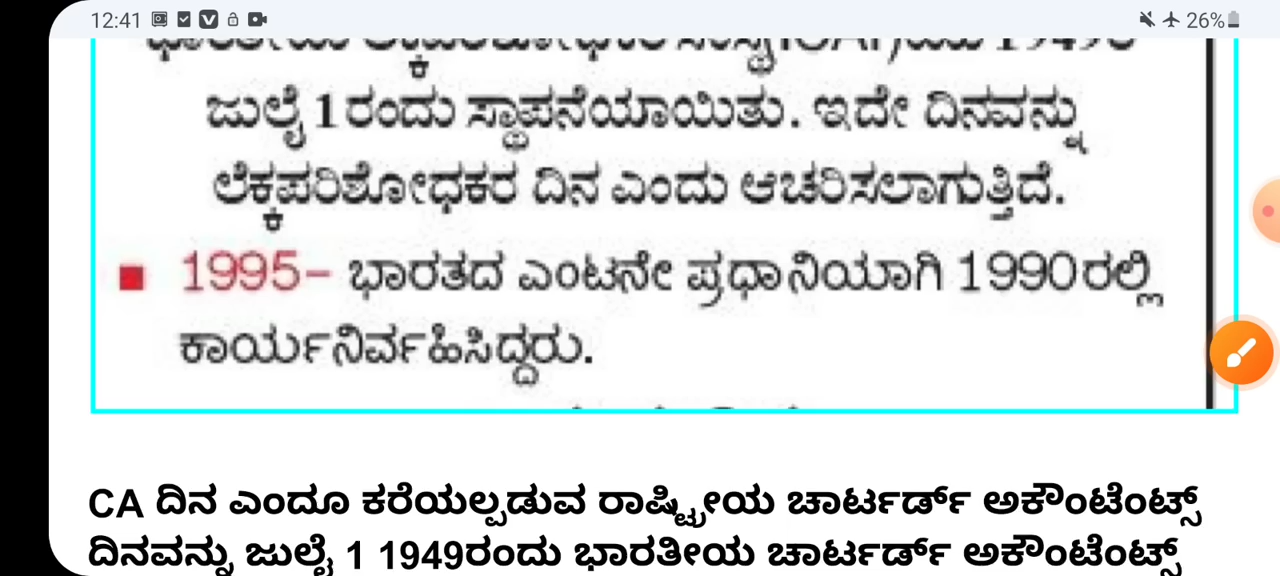 12:41
26%
ಜುಲೈ 1ರಂದು ಸ್ಥಾಪನೆಯಾಯಿತು. ಇದೇ ದಿನವನ್ನು
ಲೆಕ್ಕಪರಿಶೋಧಕರ ದಿನ ಎಂದು ಆಚರಿಸಲಾಗುತ್ತಿದೆ.
1995– ಭಾರತದ ಎಂಟನೇ ಪ್ರಧಾನಿಯಾಗಿ 1990ರಲ್ಲಿ
ಕಾರ್ಯನಿರ್ವಹಿಸಿದ್ದರು.
CA ದಿನ ಎಂದೂ ಕರೆಯಲ್ಪಡುವ ರಾಷ್ಟ್ರೀಯ ಚಾರ್ಟರ್ಡ್ ಅಕೌಂಟೆಂಟ್ಸ್
ದಿನವನ್ನು ಜುಲೈ 1 1949ರಂದು ಭಾರತೀಯ ಚಾರ್ಟರ್ಡ್ ಅಕೌಂಟೆಂಟ್ಸ್